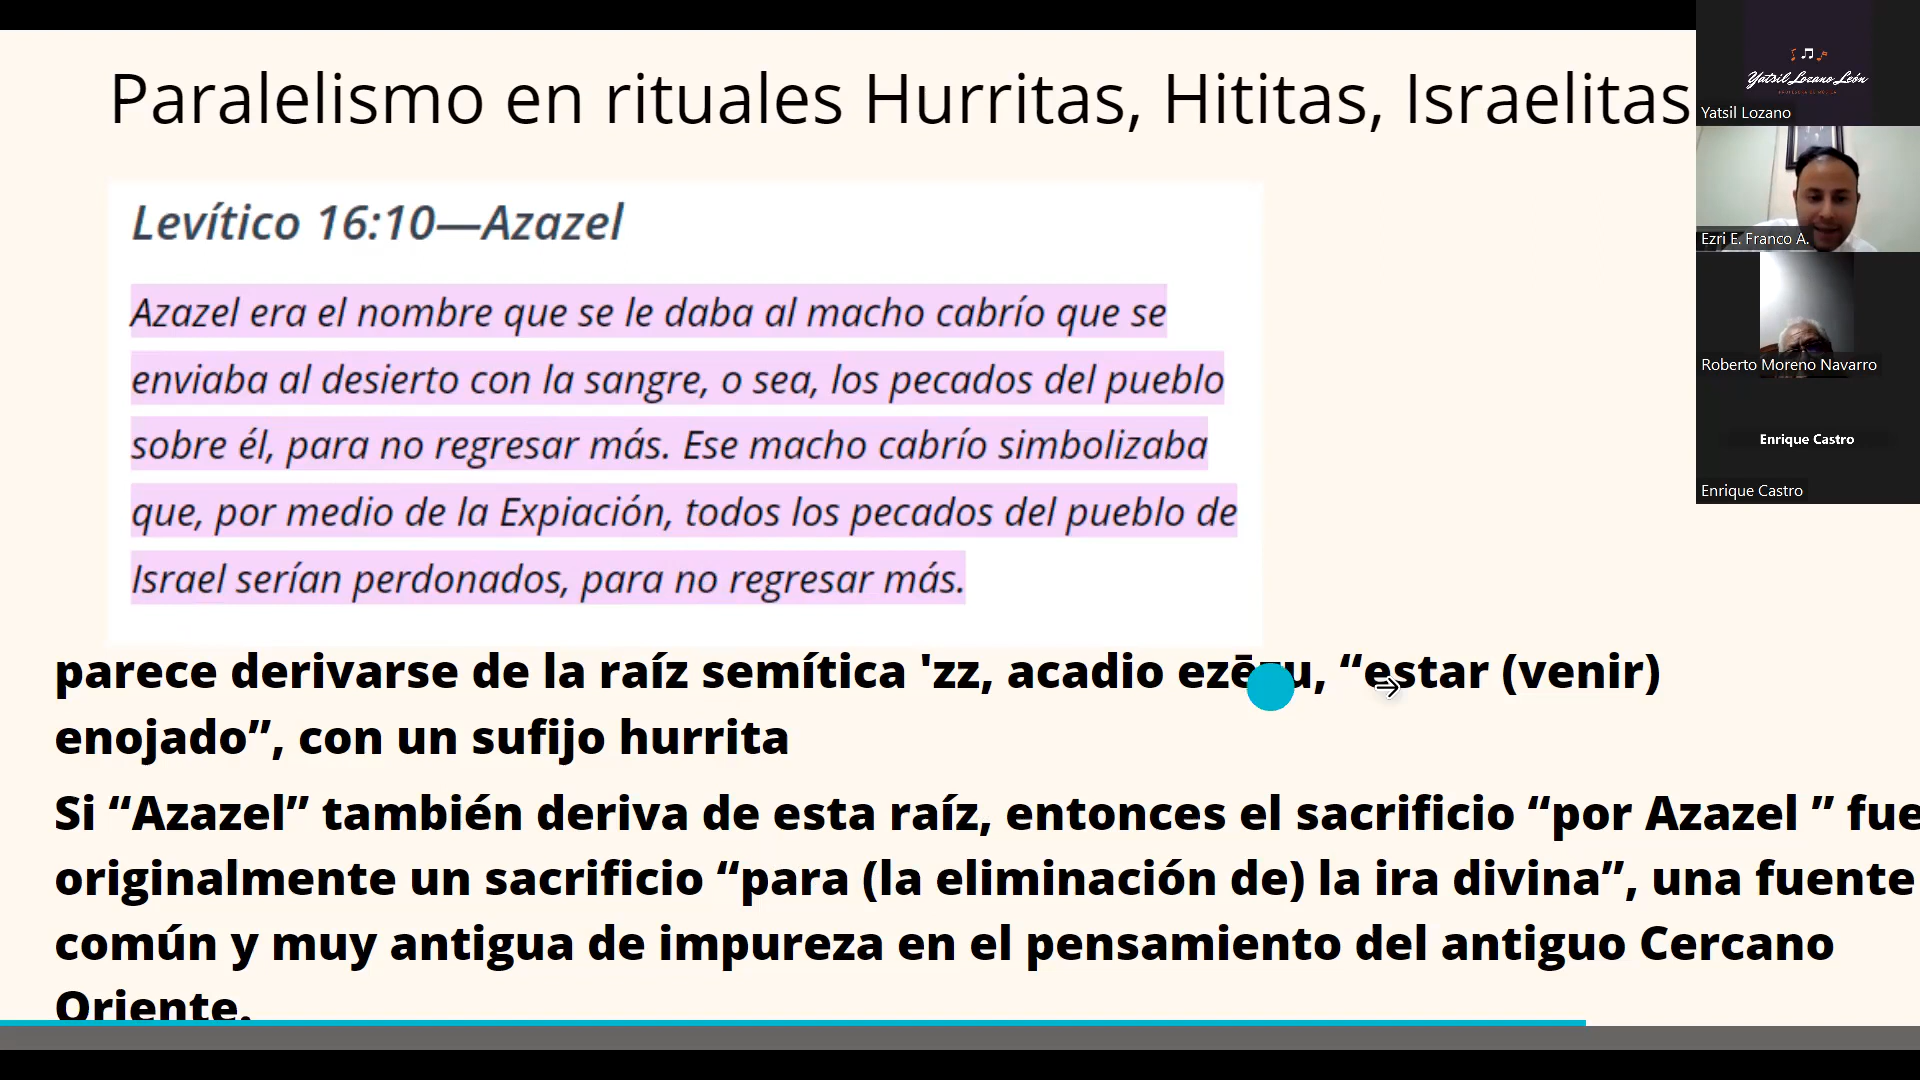 Paralelismo en rituales Hurritas, Hititas, Israelitas
Levítico 16:10—Azazel
Azazel era el nombre que se le daba al macho cabrío que se
enviaba al desierto con la sangre, o sea, los pecados del pueblo
sobre él, para no regresar más. Ese macho cabrío simbolizaba
que, por medio de la Expiación, todos los pecados del pueblo de
Israel serían perdonados, para no regresar más.
parece derivarse de la raíz semítica 'zz, acadio "estar (venir)
enojado”, con un sufijo hurrita
Si “Azazel” también deriva de esta raíz, entonces el sacrificio “por Azazel ” fue
originalmente un sacrificio “para (la eliminación de) la ira divina”, una fuente
común y muy antigua de impureza en el pensamiento del antiguo Cercano
Oriente.
Yatsil Lozano León
Yatsil Lozano
Ezri E. Franco A.
Roberto Moreno Navarro
Enrique Castro
Enrique Castro